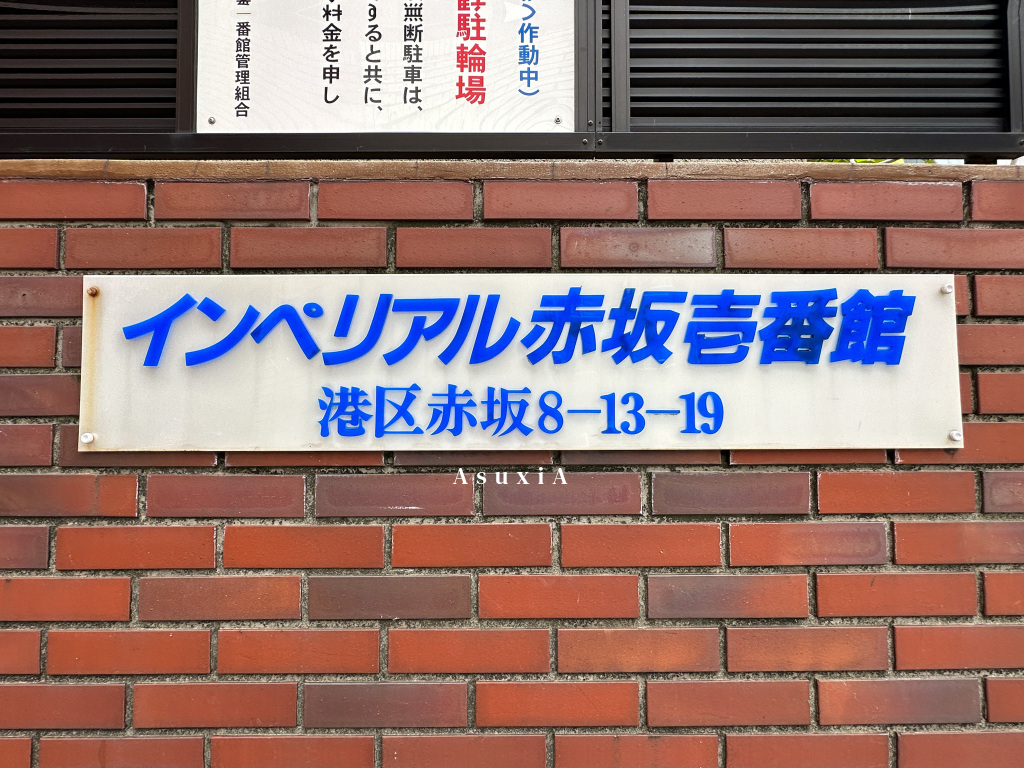 作動中）
駐輪場
無断駐車は、
すると共に、
料金を申し
番館管理組合
インペリアル赤坂壱番館
港区赤坂8-13-19
AsuxiA